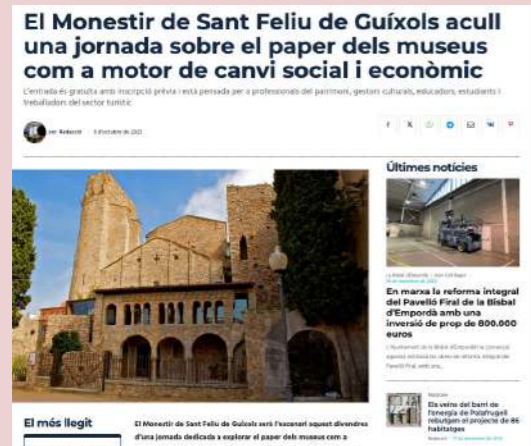 El Monestir de Sant Feliu de Guíxols acull
una jornada sobre el paper dels museus
com a motor de canvi social i econòmic
L'entrada és gratuïta amb inscripció prèvia i està pensada per a professionals del patrimoni, gestors culturals, educadors, estudiants i
treballadors del sector turístic
per Redacció
Últimes notícies
En marxa la reforma integral
del Pavelló Firal de la Bisbal
d'Empordà amb una
inversió de prop de 800.000
euros
Els veïns del barri de
l'energia de Palafrugell
rebutgen el projecte de 86
habitatges
El més llegit
El Monestir de Sant Feliu de Guíxols serà l'escenari aquest divendres
d'una jornada dedicada a explorar el paper dels museus com a